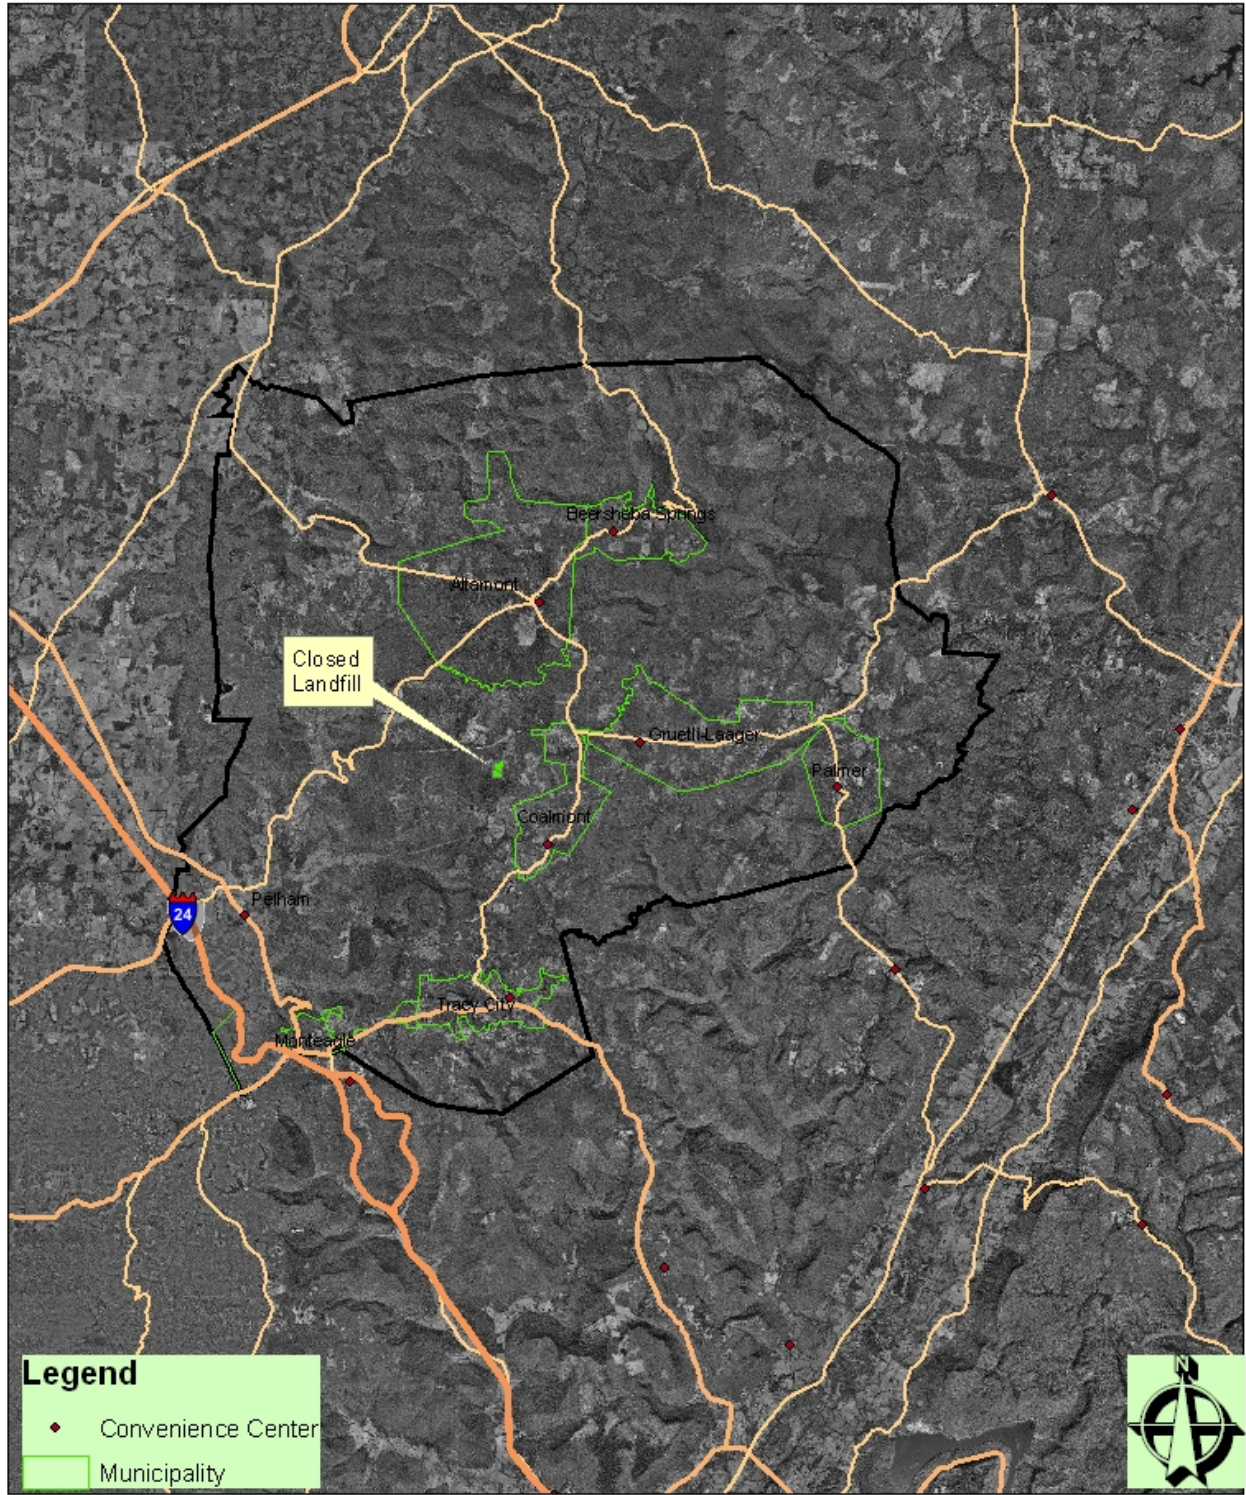 Beersheba Springs
Altamont
Closed
Landfill
Gruetli-Laager
Palmer
Coalmont
Pelham
24
Tracy City
Monteagle
Legend
Convenience Center
Municipality
N